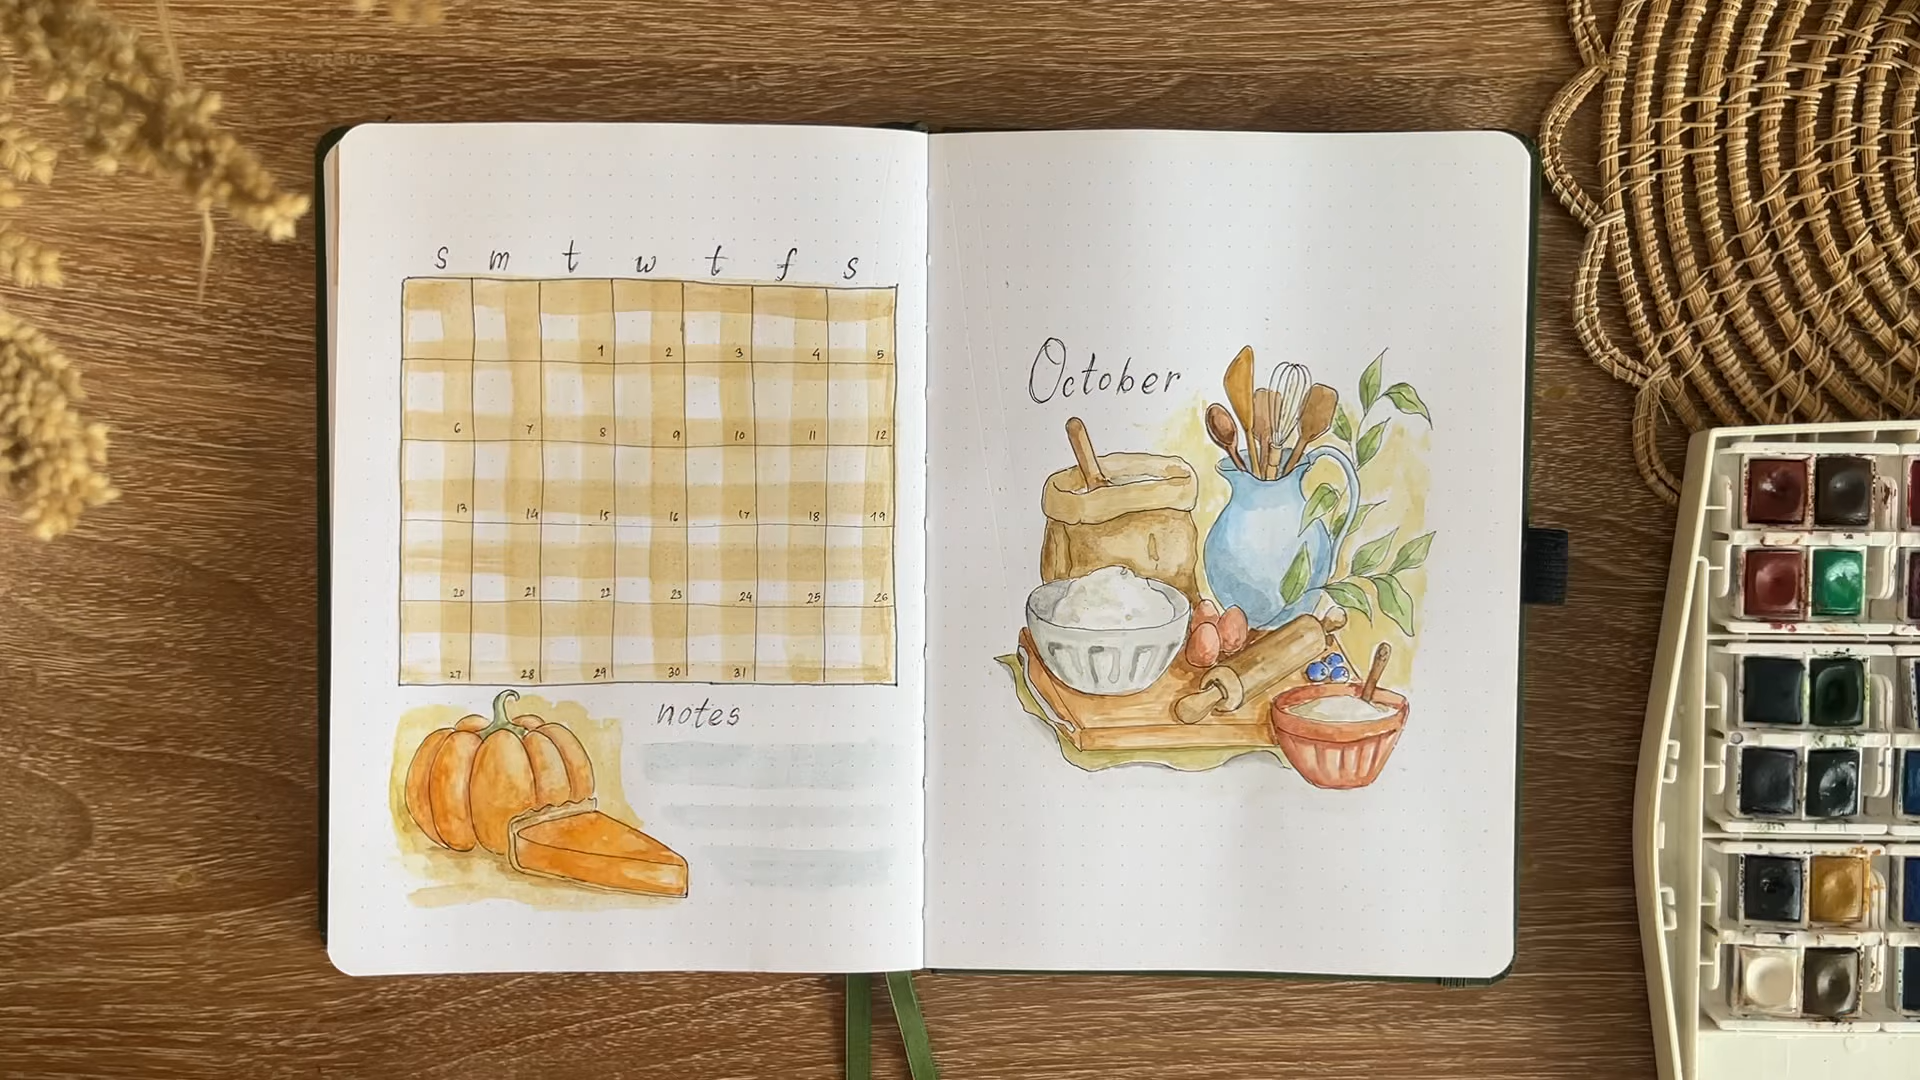 s m t w t f s
1 2 3 4 5
6 7 8 9 10 11 12
13 14 15 16 17 18 19
20 21 22 23 24 25 26
27 28 29 30 31
notes
October